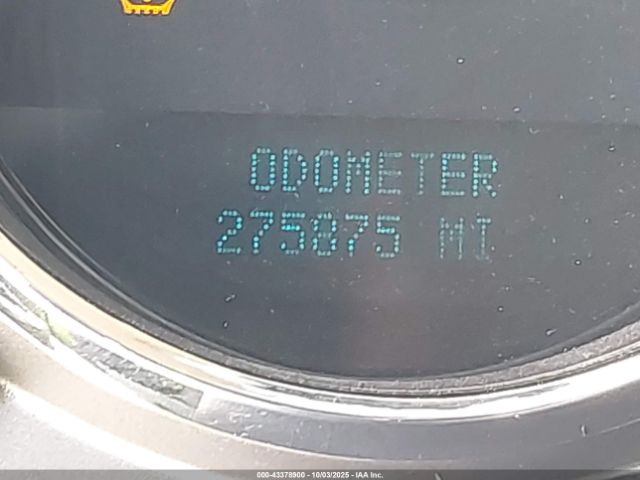 ODOMETER
275875 MI
000-43378900 - 10/03/2025 - IAA Inc.